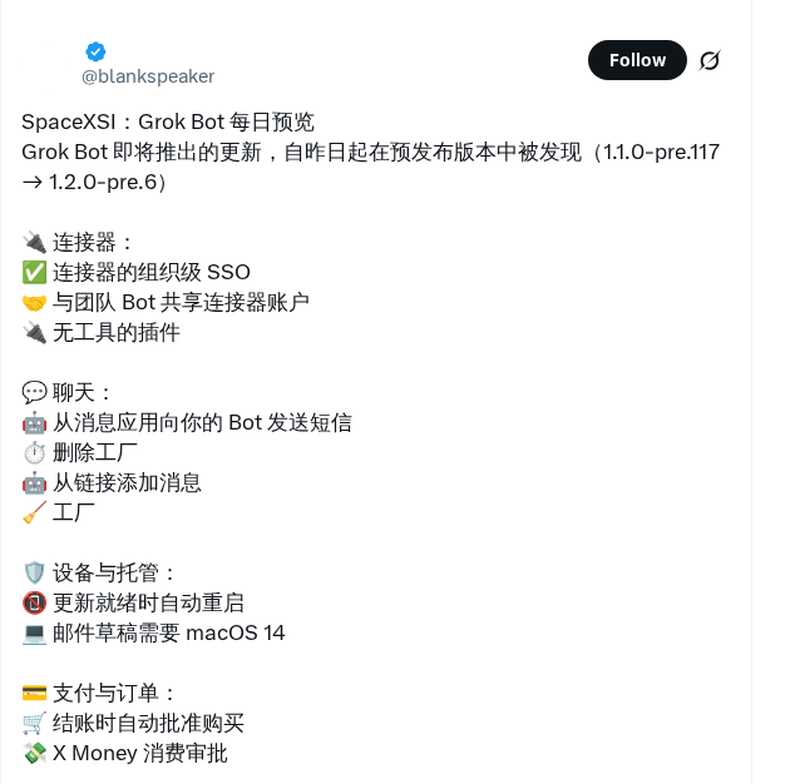 @blankspeaker
Follow
SpaceXSI：Grok Bot 每日预览
Grok Bot 即将推出的更新，自昨日起在预发布版本中被发现（1.1.0-pre.117
→ 1.2.0-pre.6）
🔌 连接器：
✅ 连接器的组织级 SSO
🤝 与团队 Bot 共享连接器账户
🔌 无工具的插件
💬 聊天：
🤖 从消息应用向你的 Bot 发送短信
⏱️ 删除工厂
🤖 从链接添加消息
🧹 工厂
🛡️ 设备与托管：
📵 更新就绪时自动重启
💻 邮件草稿需要 macOS 14
💳 支付与订单：
🛒 结账时自动批准购买
💸 X Money 消费审批